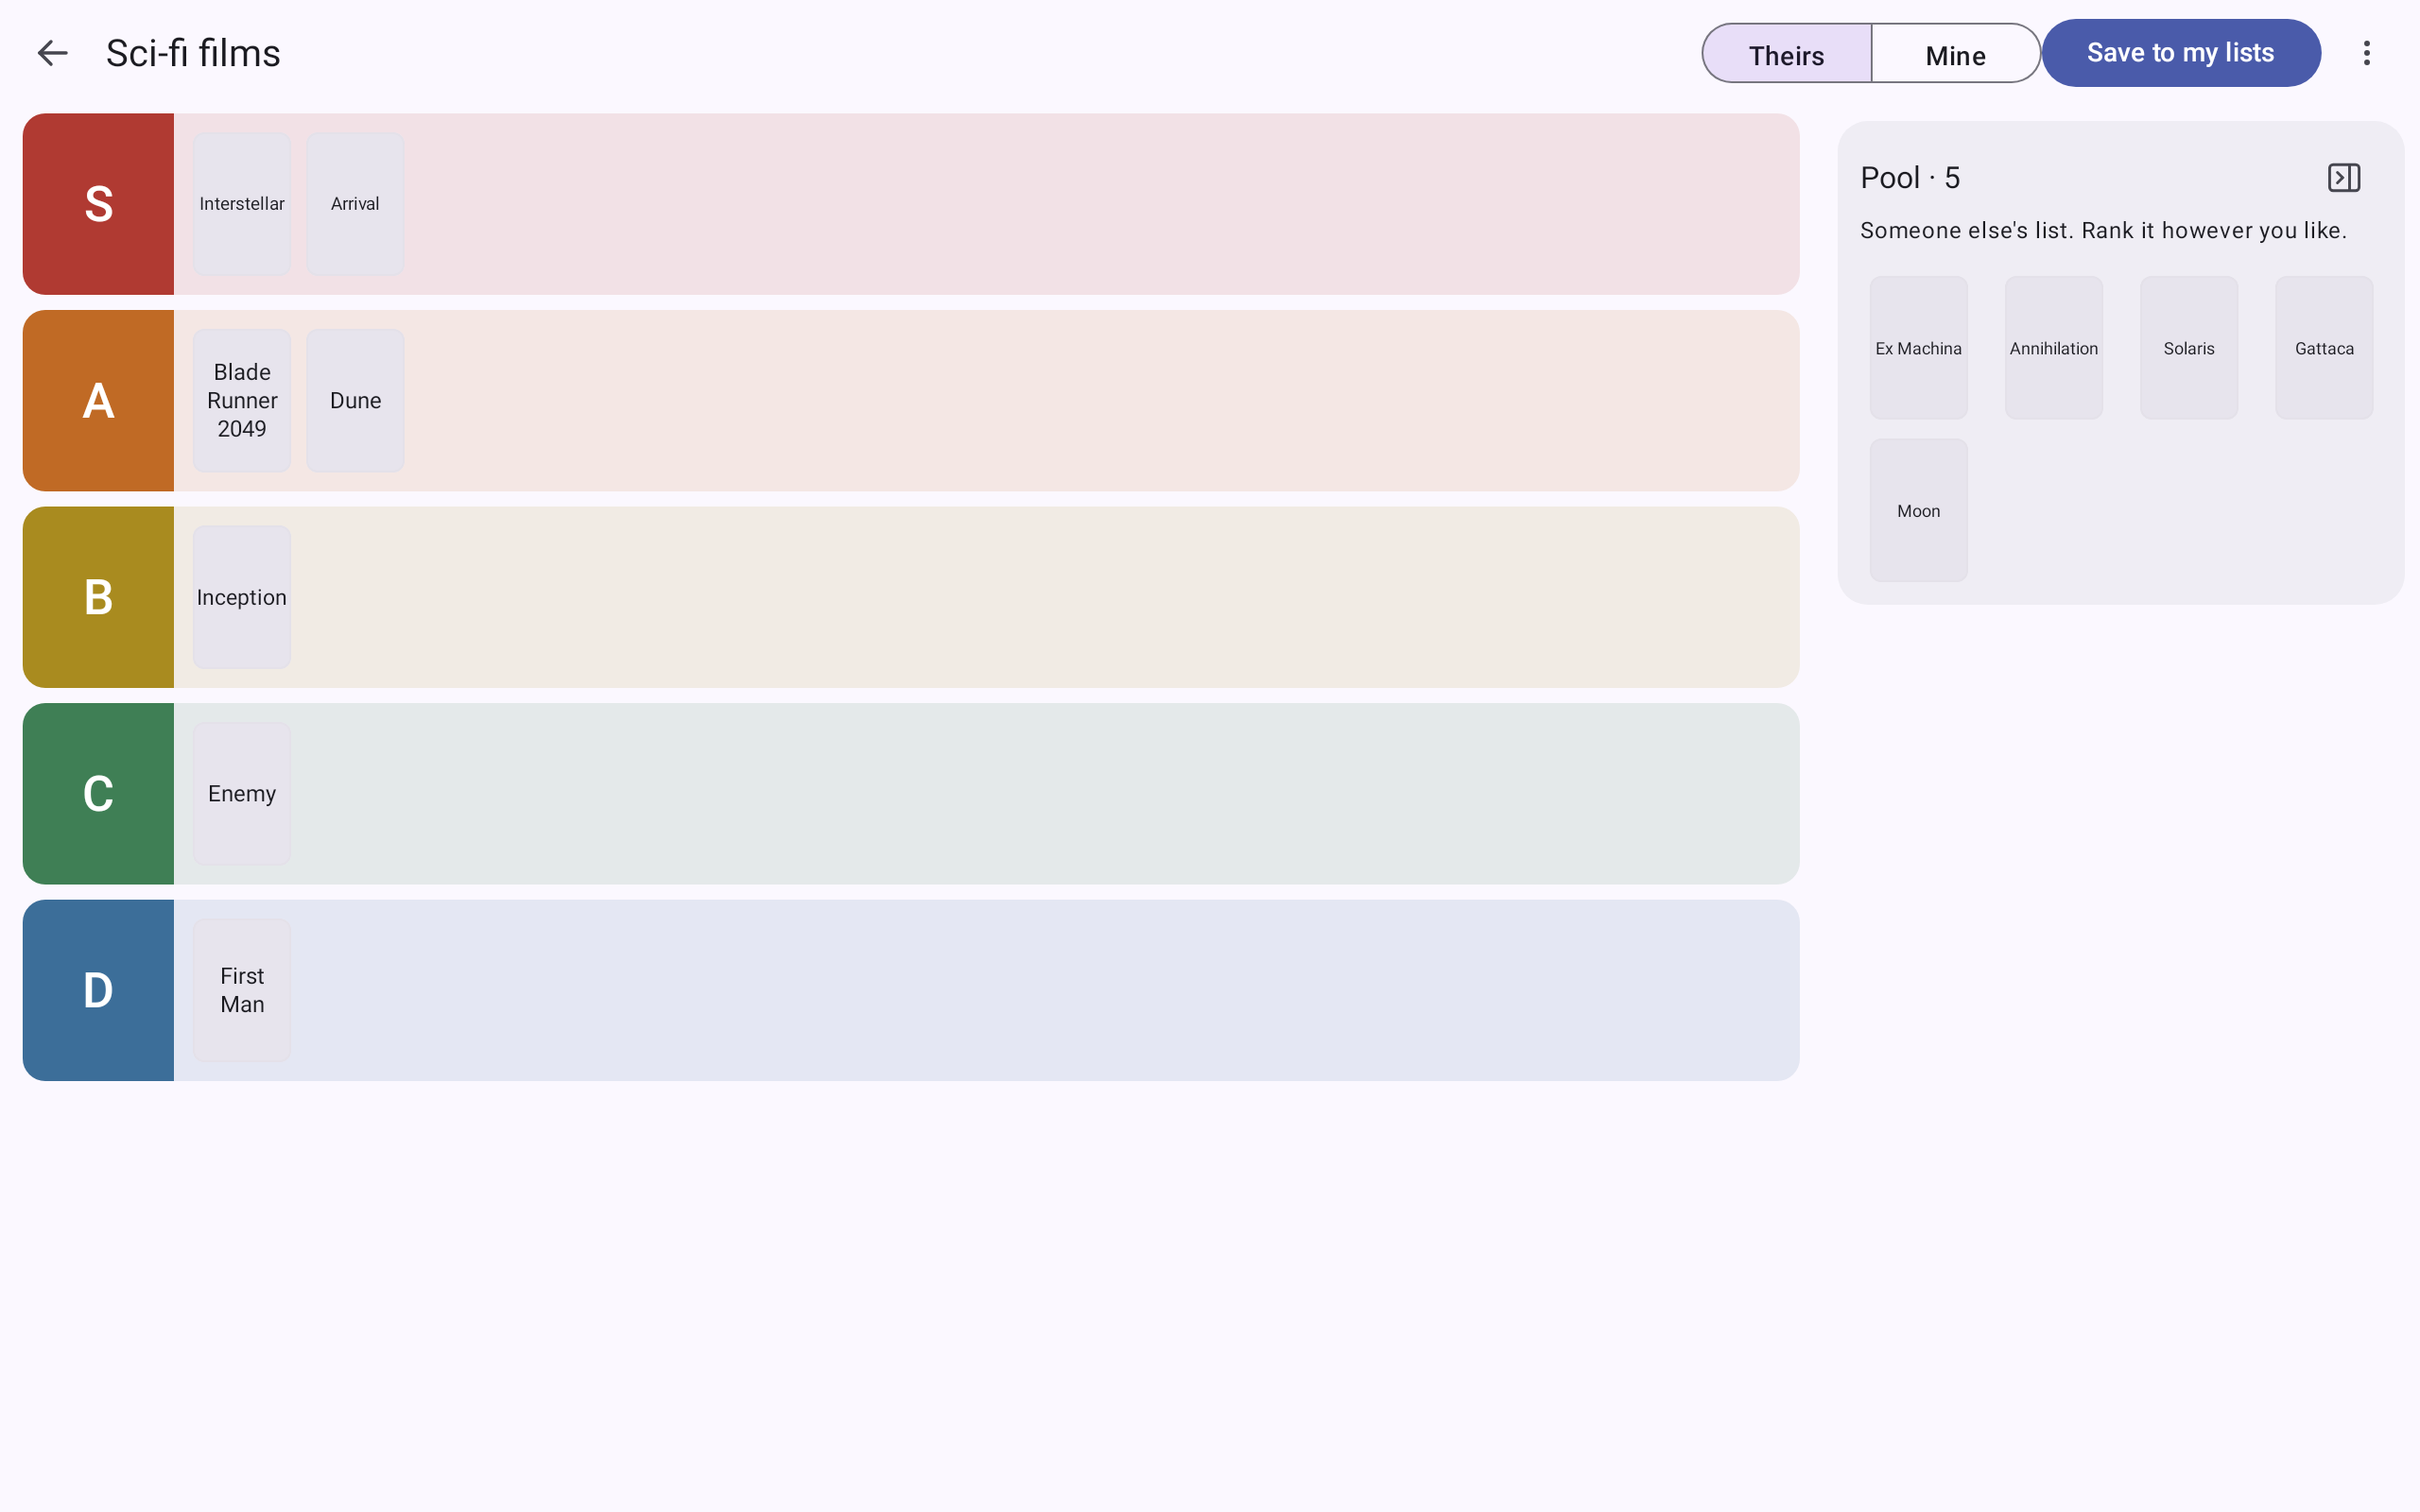 Sci-fi films
Theirs
Mine
Save to my lists
S
Interstellar
Arrival
A
Blade
Runner
2049
Dune
B
Inception
C
Enemy
D
First
Man
Pool · 5
Someone else's list. Rank it however you like.
Ex Machina
Annihilation
Solaris
Gattaca
Moon